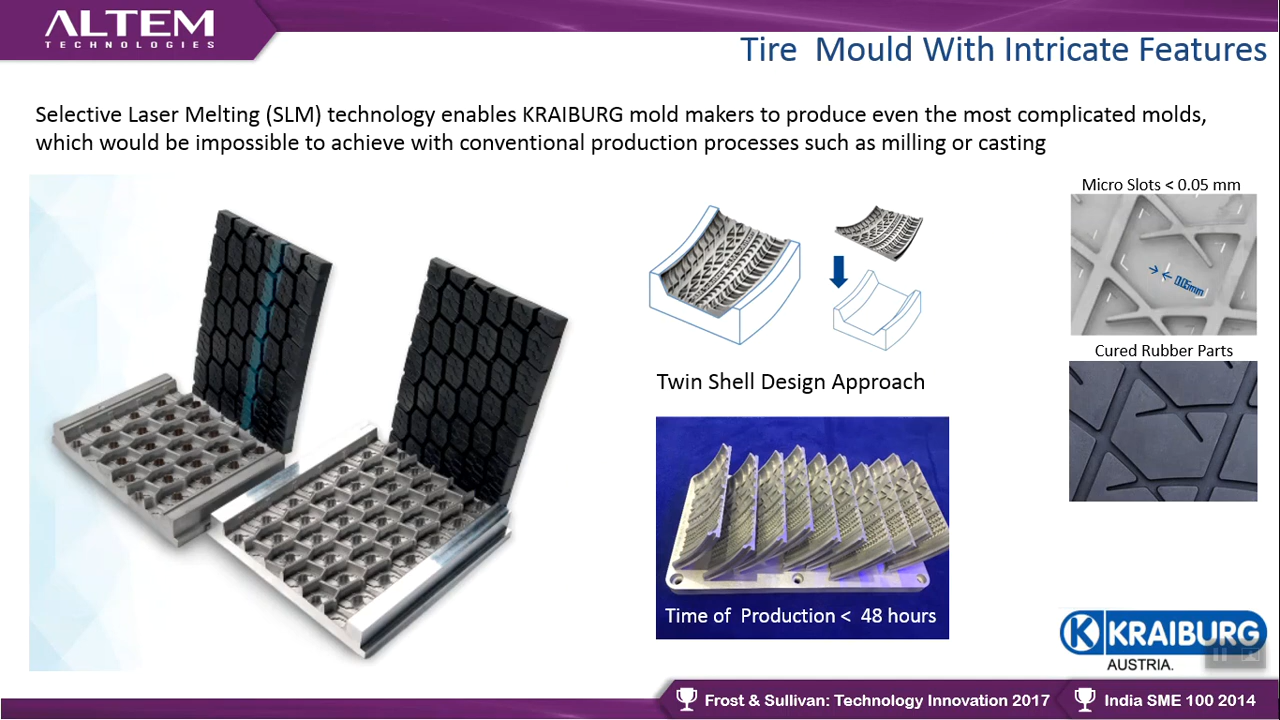 ALTEM
TECHNOLOGIES
Tire Mould With Intricate Features
Selective Laser Melting (SLM) technology enables KRAIBURG mold makers to produce even the most complicated molds,
which would be impossible to achieve with conventional production processes such as milling or casting
Micro Slots < 0.05 mm
0.05mm
Cured Rubber Parts
Twin Shell Design Approach
Time of Production < 48 hours
K KRAIBURG
AUSTRIA.
Frost & Sullivan: Technology Innovation 2017
India SME 100 2014